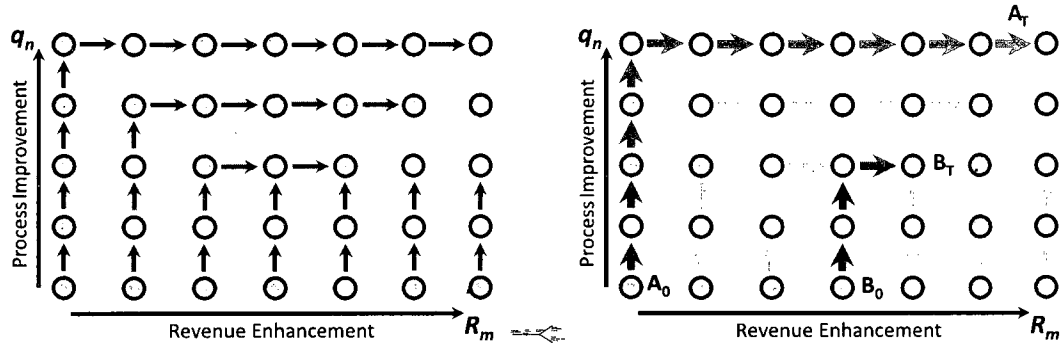 q_n
Process Improvement
Revenue Enhancement
R_m
A_T
q_n
Process Improvement
B_T
A_0
B_0
Revenue Enhancement
R_m